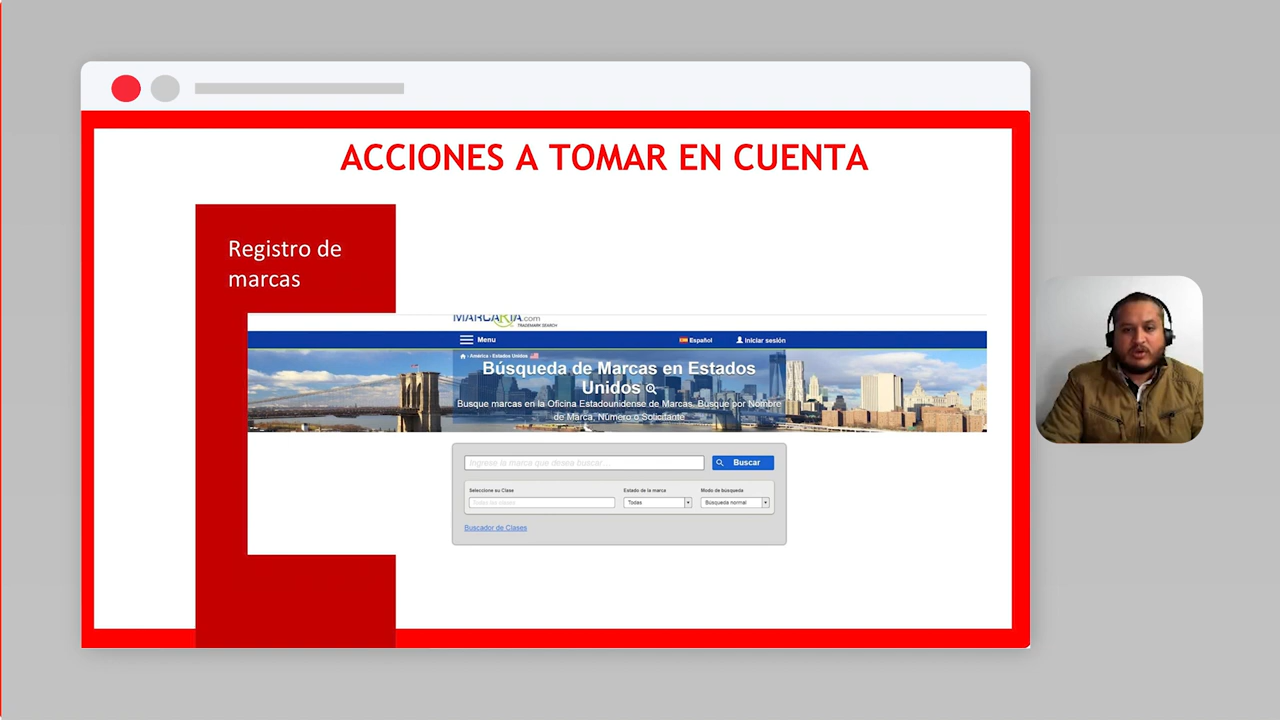 ACCIONES A TOMAR EN CUENTA
Registro de
marcas
MARCARIA.com
TRADEMARK SEARCH
Menu
Español
Iniciar sesión
› América › Estados Unidos
Búsqueda de Marcas en Estados
Unidos
Busque marcas en la Oficina Estadounidense de Marcas. Busque por Nombre
de Marca, Número o Solicitante
Ingrese la marca que desea buscar...
Buscar
Seleccione su Clase
Estado de la marca
Modo de búsqueda
Todas las clases
Todas
Búsqueda normal
Buscador de Clases